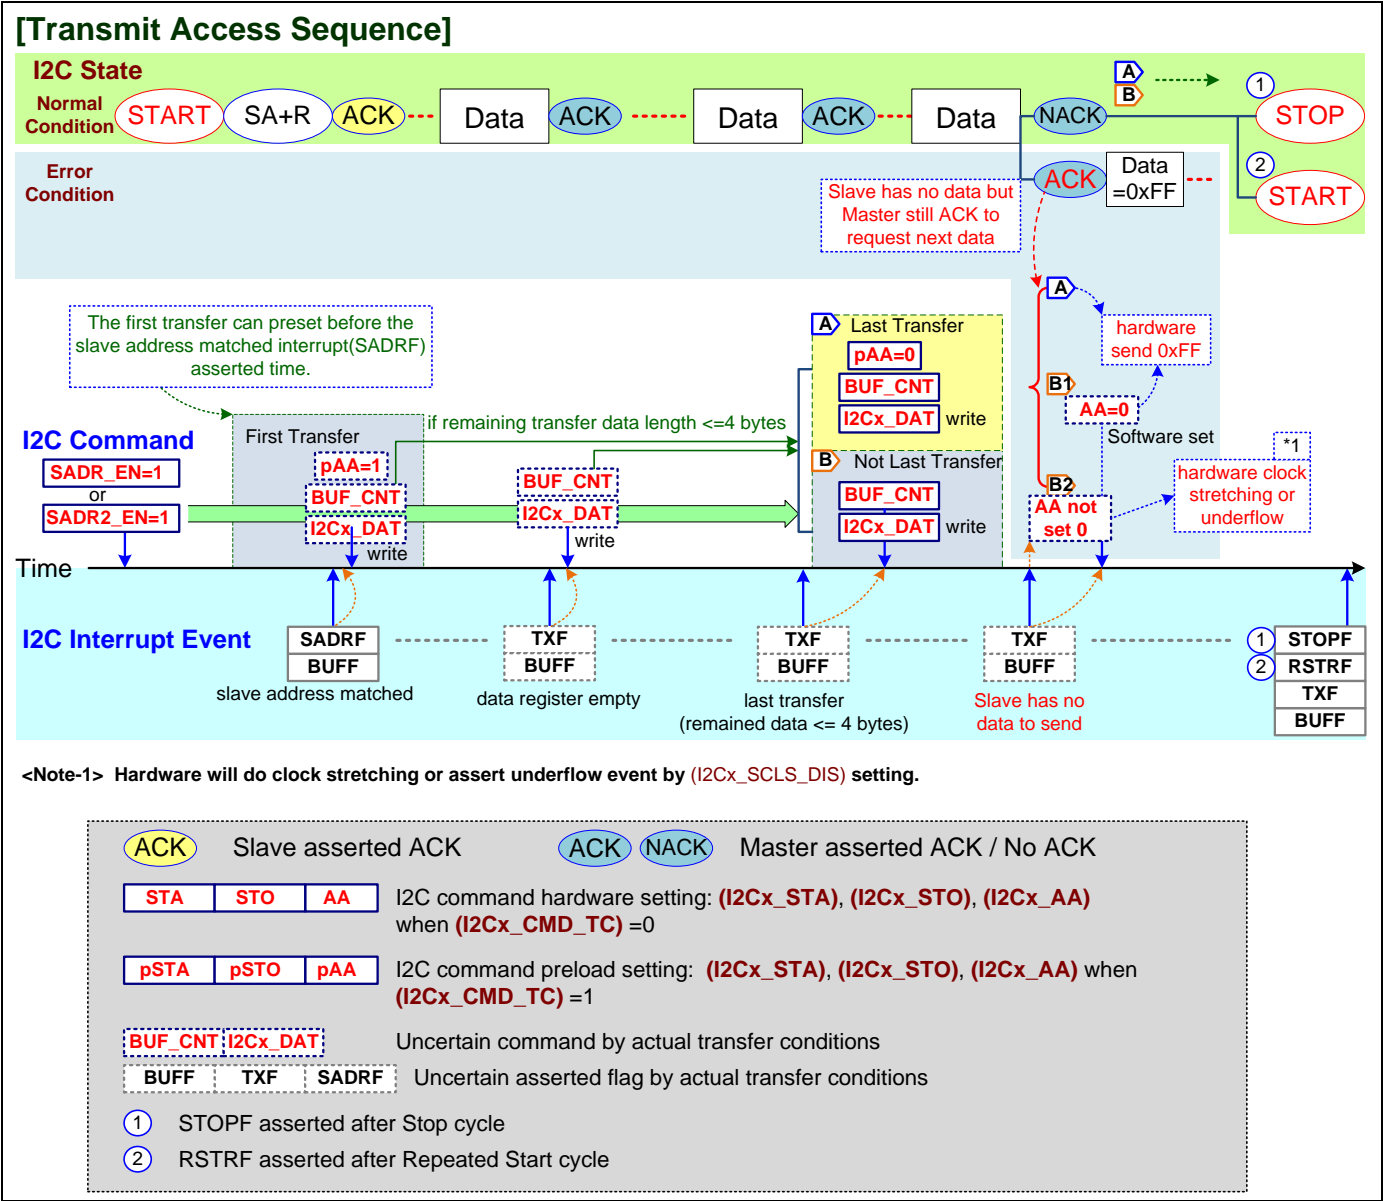 [Transmit Access Sequence]
I2C State
Normal
Condition
START
SA+R
ACK
Data
ACK
Data
ACK
Data
NACK
A
B
1
STOP
Error
Condition
Slave has no data but
Master still ACK to
request next data
ACK
Data
=0xFF
2
START
The first transfer can preset before the
slave address matched interrupt(SADRF)
asserted time.
A
hardware
send 0xFF
B1
AA=0
Software set
B2
AA not
set 0
*1
hardware clock
stretching or
underflow
I2C Command
SADR_EN=1
or
SADR2_EN=1
First Transfer
pAA=1
BUF_CNT
I2Cx_DAT
write
if remaining transfer data length <=4 bytes
BUF_CNT
I2Cx_DAT
write
A Last Transfer
pAA=0
BUF_CNT
I2Cx_DAT write
B Not Last Transfer
BUF_CNT
I2Cx_DAT write
Time
I2C Interrupt Event
SADRF
BUFF
slave address matched
TXF
BUFF
data register empty
TXF
BUFF
last transfer
(remained data <= 4 bytes)
TXF
BUFF
Slave has no
data to send
1 STOPF
2 RSTRF
TXF
BUFF
<Note-1> Hardware will do clock stretching or assert underflow event by (I2Cx_SCLS_DIS) setting.
ACK Slave asserted ACK
ACK NACK Master asserted ACK / No ACK
STA STO AA I2C command hardware setting: (I2Cx_STA), (I2Cx_STO), (I2Cx_AA)
when (I2Cx_CMD_TC) =0
pSTA pSTO pAA I2C command preload setting: (I2Cx_STA), (I2Cx_STO), (I2Cx_AA) when
(I2Cx_CMD_TC) =1
BUF_CNT I2Cx_DAT Uncertain command by actual transfer conditions
BUFF TXF SADRF Uncertain asserted flag by actual transfer conditions
1 STOPF asserted after Stop cycle
2 RSTRF asserted after Repeated Start cycle